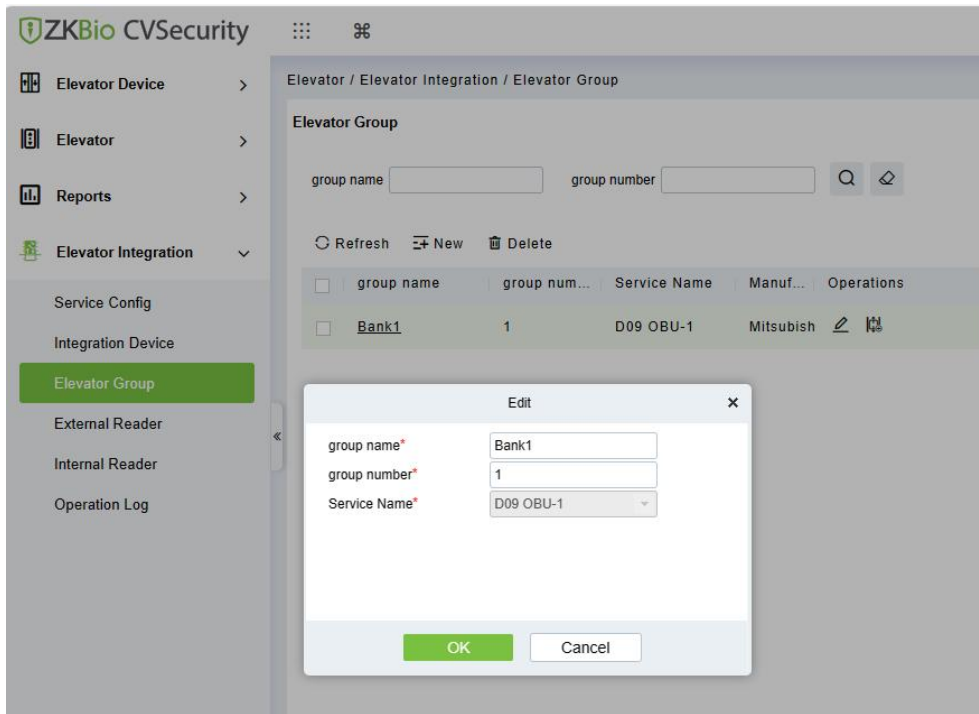 ZKBio CVSecurity
Elevator Device
Elevator
Reports
Elevator Integration
Service Config
Integration Device
Elevator Group
External Reader
Internal Reader
Operation Log
Elevator / Elevator Integration / Elevator Group
Elevator Group
group name group number
Refresh New Delete
group name group num... Service Name Manuf... Operations
Bank1 1 D09 OBU-1 Mitsubish
Edit
group name* Bank1
group number* 1
Service Name* D09 OBU-1
OK Cancel